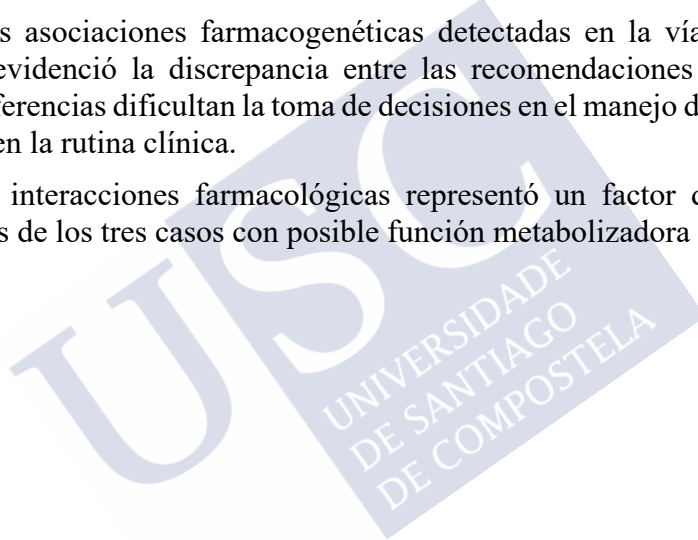 s asociaciones farmacogenéticas detectadas en la vía
evidenció la discrepancia entre las recomendaciones
ferencias dificultan la toma de decisiones en el manejo d
en la rutina clínica.
interacciones farmacológicas representó un factor d
s de los tres casos con posible función metabolizadora
USC
UNIVERSIDADE
DE SANTIAGO
DE COMPOSTELA